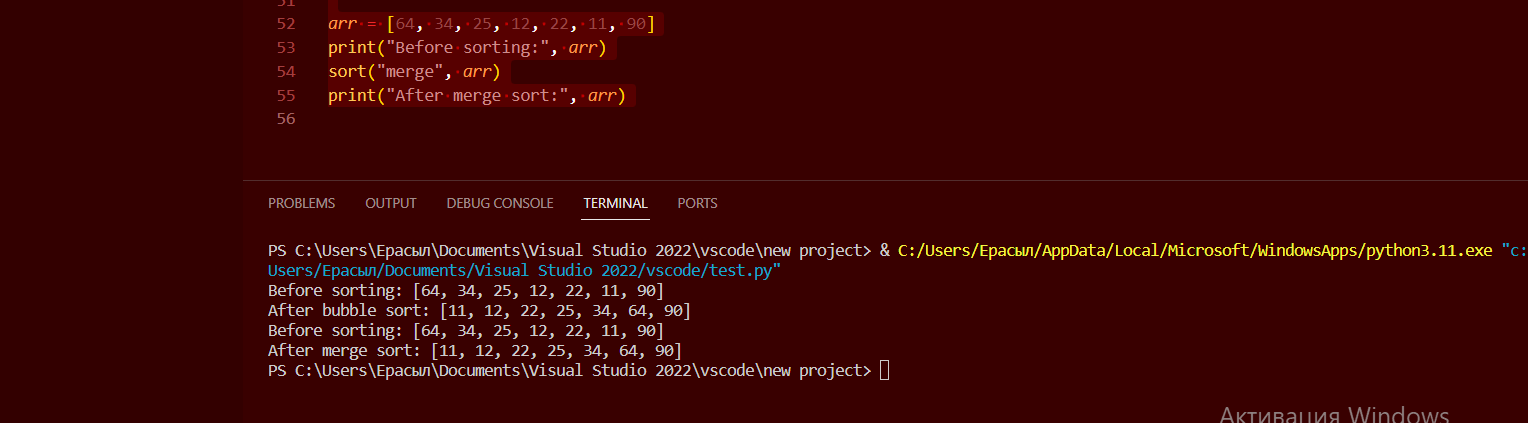 51
52 arr = [64, 34, 25, 12, 22, 11, 90]
53 print("Before sorting:", arr)
54 sort("merge", arr)
55 print("After merge sort:", arr)
56
PROBLEMS OUTPUT DEBUG CONSOLE TERMINAL PORTS
PS C:\Users\Ерасыл\Documents\Visual Studio 2022\vscode\new project> & C:/Users/Ерасыл/AppData/Local/Microsoft/WindowsApps/python3.11.exe "c:
Users/Ерасыл/Documents/Visual Studio 2022/vscode/test.py"
Before sorting: [64, 34, 25, 12, 22, 11, 90]
After bubble sort: [11, 12, 22, 25, 34, 64, 90]
Before sorting: [64, 34, 25, 12, 22, 11, 90]
After merge sort: [11, 12, 22, 25, 34, 64, 90]
PS C:\Users\Ерасыл\Documents\Visual Studio 2022\vscode\new project>
Активация Windows